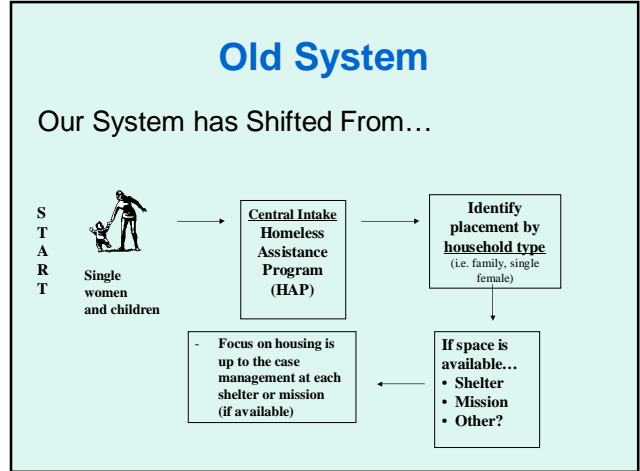 Old System
Our System has Shifted From…
S
T
A
R
T
Single
women
and children
Central Intake
Homeless
Assistance
Program
(HAP)
Identify
placement by
household type
(i.e. family, single
female)
If space is
available…
• Shelter
• Mission
• Other?
- Focus on housing is
up to the case
management at each
shelter or mission
(if available)